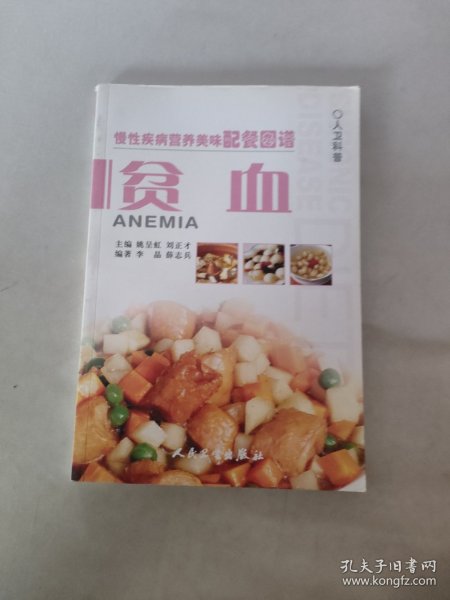 人卫科普
慢性疾病营养美味配餐图谱
贫血
ANEMIA
主编 姚呈虹 刘正才
编著 李晶 薛志兵
人民卫生出版社
孔夫子旧书网
www.kongfz.com